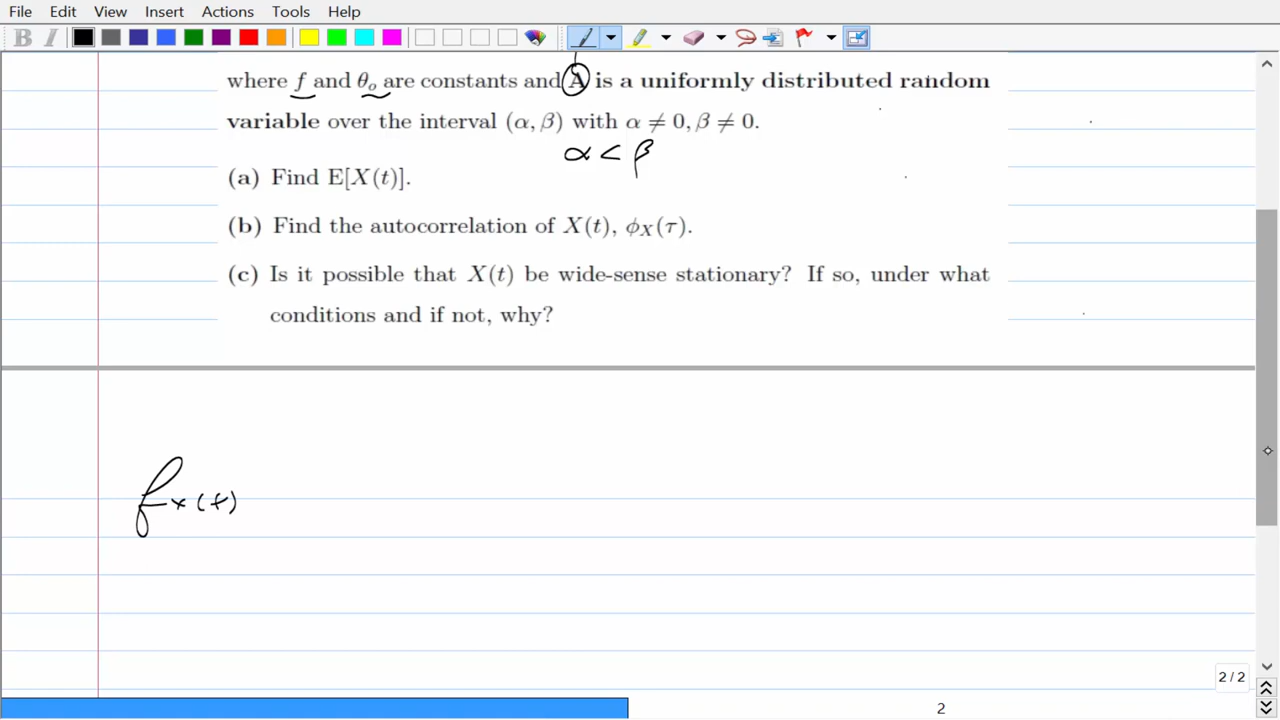 File Edit View Insert Actions Tools Help
B I
where f and θₒ are constants and A is a uniformly distributed random
variable over the interval (α, β) with α ≠ 0, β ≠ 0.
α < β
(a) Find E[X(t)].
(b) Find the autocorrelation of X(t), ϕ_X(τ).
(c) Is it possible that X(t) be wide-sense stationary? If so, under what
conditions and if not, why?
f x(t)
2 / 2
2